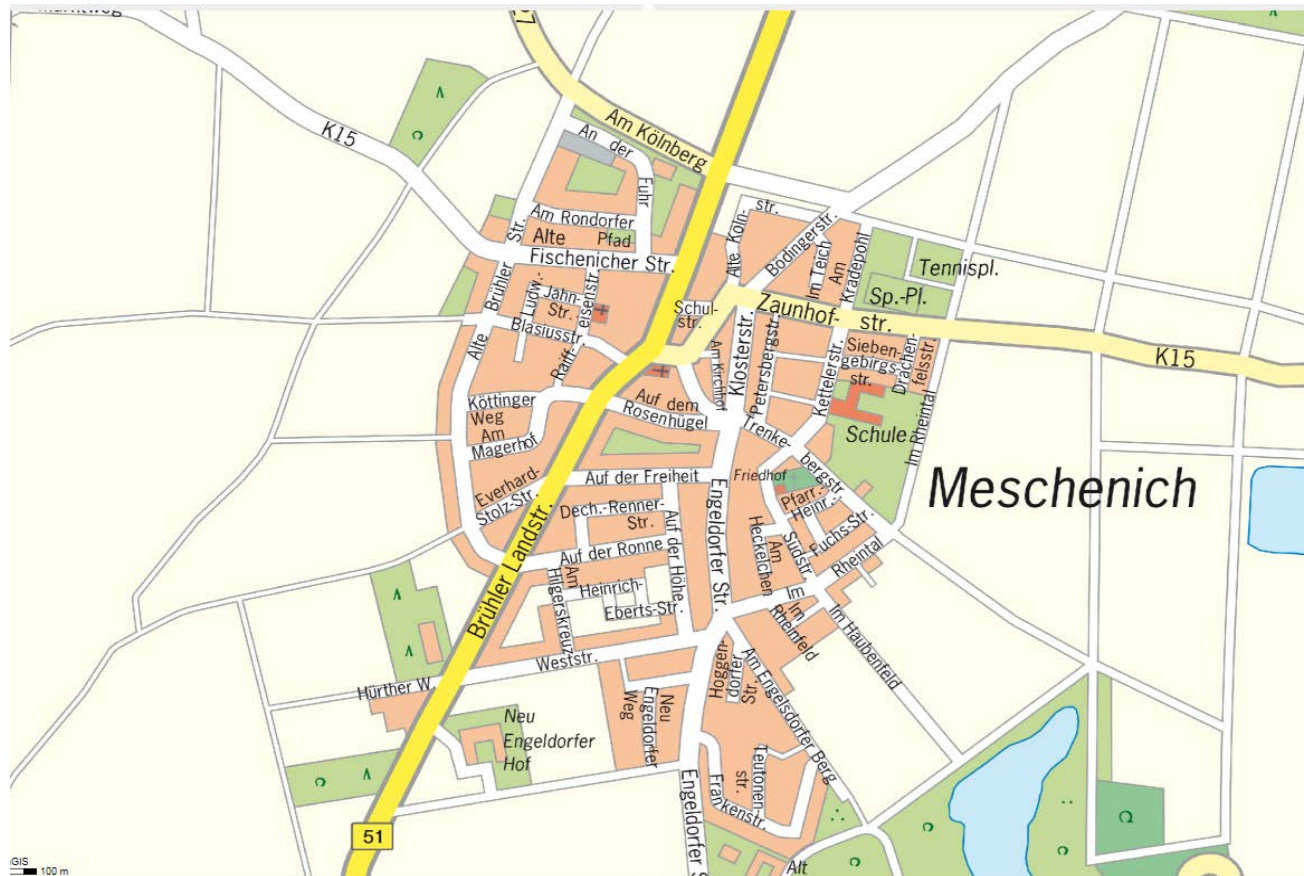 K15
Am Kölnberg
An der
Fuhr
Am Rondorfer
Pfad
Alte
Fischenicher Str.
Alte Brühler Str.
Ludw.-
Jahn-
Str.
Raiff-
eisenstr.
Blasiusstr.
Schul-
str.
Alte Köln-
str.
Bödingerstr.
Im Teich
Am
Kradepohl
Tennispl.
Sp.-Pl.
Zaunhof-
str.
K15
Sieben-
gebirgs-
str.
Drachen-
felsstr.
Klosterstr.
Petersbergstr.
Am Kirchhof
Kettelerstr.
Im Rheintal
Schule
Köttinger
Weg
Am
Magerhof
Auf dem
Rosenhügel
Trenke-
bergstr.
Meschenich
Everhard-
Stolz-Str.
Auf der Freiheit
Friedhof
Pfarr.-
Heinr.-
Fuchs-Str.
Dech.-Renner
Str.
Auf der Höhe
Engeldorfer Str.
Am
Heckelchen
Südstr.
Auf der Ronne
Am
Hilgerskreuz
Heinrich-
Eberts-Str.
Im
Rheintal
Im
Rheinfeld
Im Haubenfeld
Brühler Landstr.
Weststr.
Hürther W.
Hoggen-
dorfer
Str.
Am Engelsdorfer Berg
Neu
Engeldorfer
Weg
Neu
Engeldorfer
Hof
Teutonen-
str.
Frankenstr.
Engeldorfer S
51
Alt
GIS
100 m